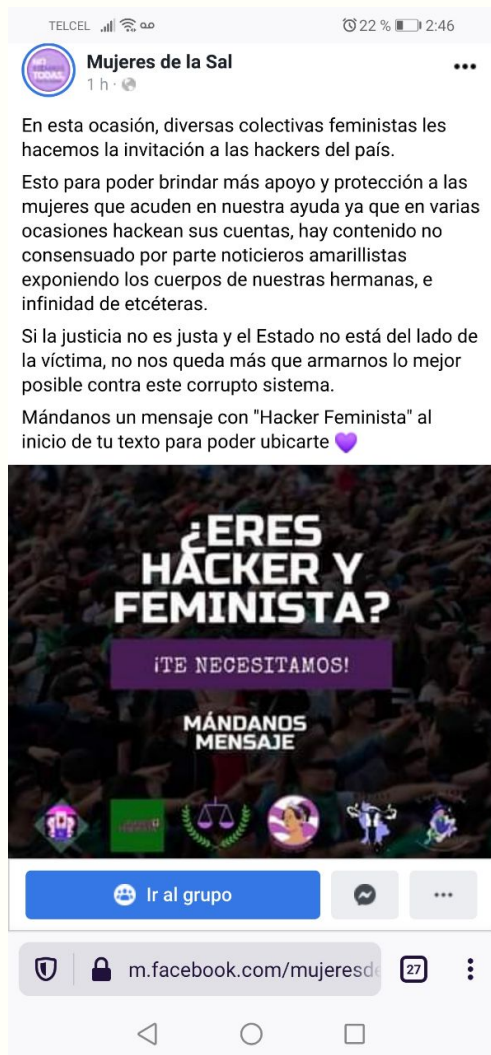 TELCEL
22 %
2:46
NO
TODAS,
Mujeres de la Sal
1 h ·
En esta ocasión, diversas colectivas feministas les
hacemos la invitación a las hackers del país.
Esto para poder brindar más apoyo y protección a las
mujeres que acuden en nuestra ayuda ya que en varias
ocasiones hackean sus cuentas, hay contenido no
consensuado por parte noticieros amarillistas
exponiendo los cuerpos de nuestras hermanas, e
infinidad de etcéteras.
Si la justicia no es justa y el Estado no está del lado de
la víctima, no nos queda más que armarnos lo mejor
posible contra este corrupto sistema.
Mándanos un mensaje con "Hacker Feminista" al
inicio de tu texto para poder ubicarte 💜
¿ERES
HACKER Y
FEMINISTA?
¡TE NECESITAMOS!
MÁNDANOS
MENSAJE
Ir al grupo
m.facebook.com/mujeresde
27